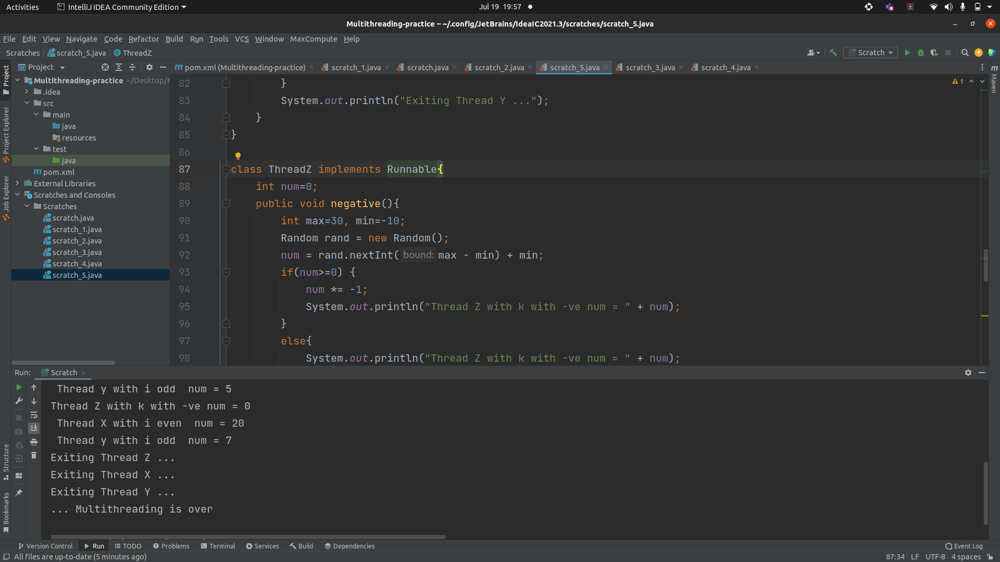 Activities
IntelliJ IDEA Community Edition
Jul 19 19:57
Multithreading-practice – ~/.config/JetBrains/IdeaIC2021.3/scratches/scratch_5.java
File Edit View Navigate Code Refactor Build Run Tools VCS Window MaxCompute Help
Scratches scratch_5.java ThreadZ
Scratch
Project
pom.xml (Multithreading-practice)
scratch_1.java
scratch.java
scratch_2.java
scratch_5.java
scratch_3.java
scratch_4.java
Project
Project Explorer
Job Explorer
Structure
Bookmarks
Maven
Multithreading-practice ~/Desktop/
.idea
src
main
java
resources
test
java
pom.xml
External Libraries
Scratches and Consoles
Scratches
scratch.java
scratch_1.java
scratch_2.java
scratch_3.java
scratch_4.java
scratch_5.java
1
82 }
83 System.out.println("Exiting Thread Y ...");
84 }
85 }
86
87 class ThreadZ implements Runnable{
88 int num=0;
89 public void negative(){
90 int max=30, min=-10;
91 Random rand = new Random();
92 num = rand.nextInt( bound: max - min) + min;
93 if(num>=0) {
94 num *= -1;
95 System.out.println("Thread Z with k with -ve num = " + num);
96 }
97 else{
98 System.out.println("Thread Z with k with -ve num = " + num);
Run: Scratch
Thread y with i odd  num = 5
Thread Z with k with -ve num = 0
Thread X with i even  num = 20
Thread y with i odd  num = 7
Exiting Thread Z ...
Exiting Thread X ...
Exiting Thread Y ...
... Multithreading is over
Version Control Run TODO Problems Terminal Services Build Dependencies
Event Log
All files are up-to-date (5 minutes ago)
87:34 LF UTF-8 4 spaces